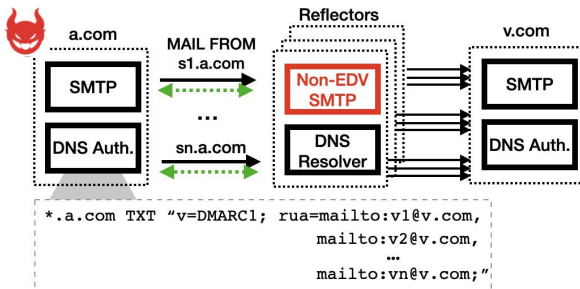 Reflectors
a.com
MAIL FROM
v.com
s1.a.com
SMTP
Non-EDV
SMTP
SMTP
...
DNS Auth.
DNS
Resolver
DNS Auth.
sn.a.com
*.a.com TXT “v=DMARC1; rua=mailto:v1@v.com,
mailto:v2@v.com,
...
mailto:vn@v.com;”